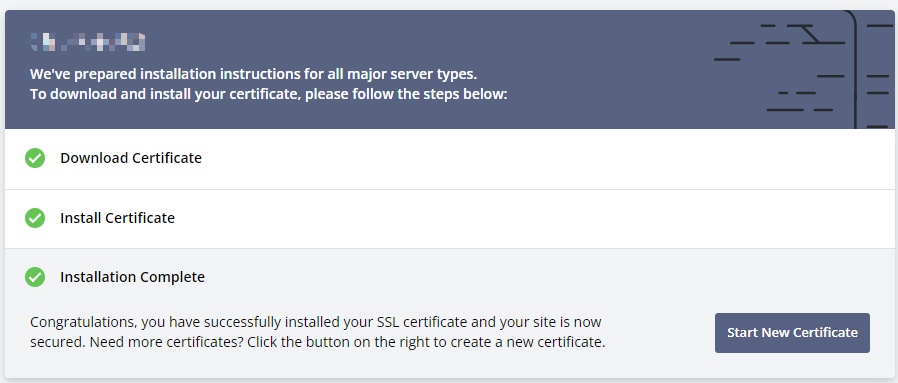 We've prepared installation instructions for all major server types.
To download and install your certificate, please follow the steps below:
Download Certificate
Install Certificate
Installation Complete
Congratulations, you have successfully installed your SSL certificate and your site is now
secured. Need more certificates? Click the button on the right to create a new certificate.
Start New Certificate